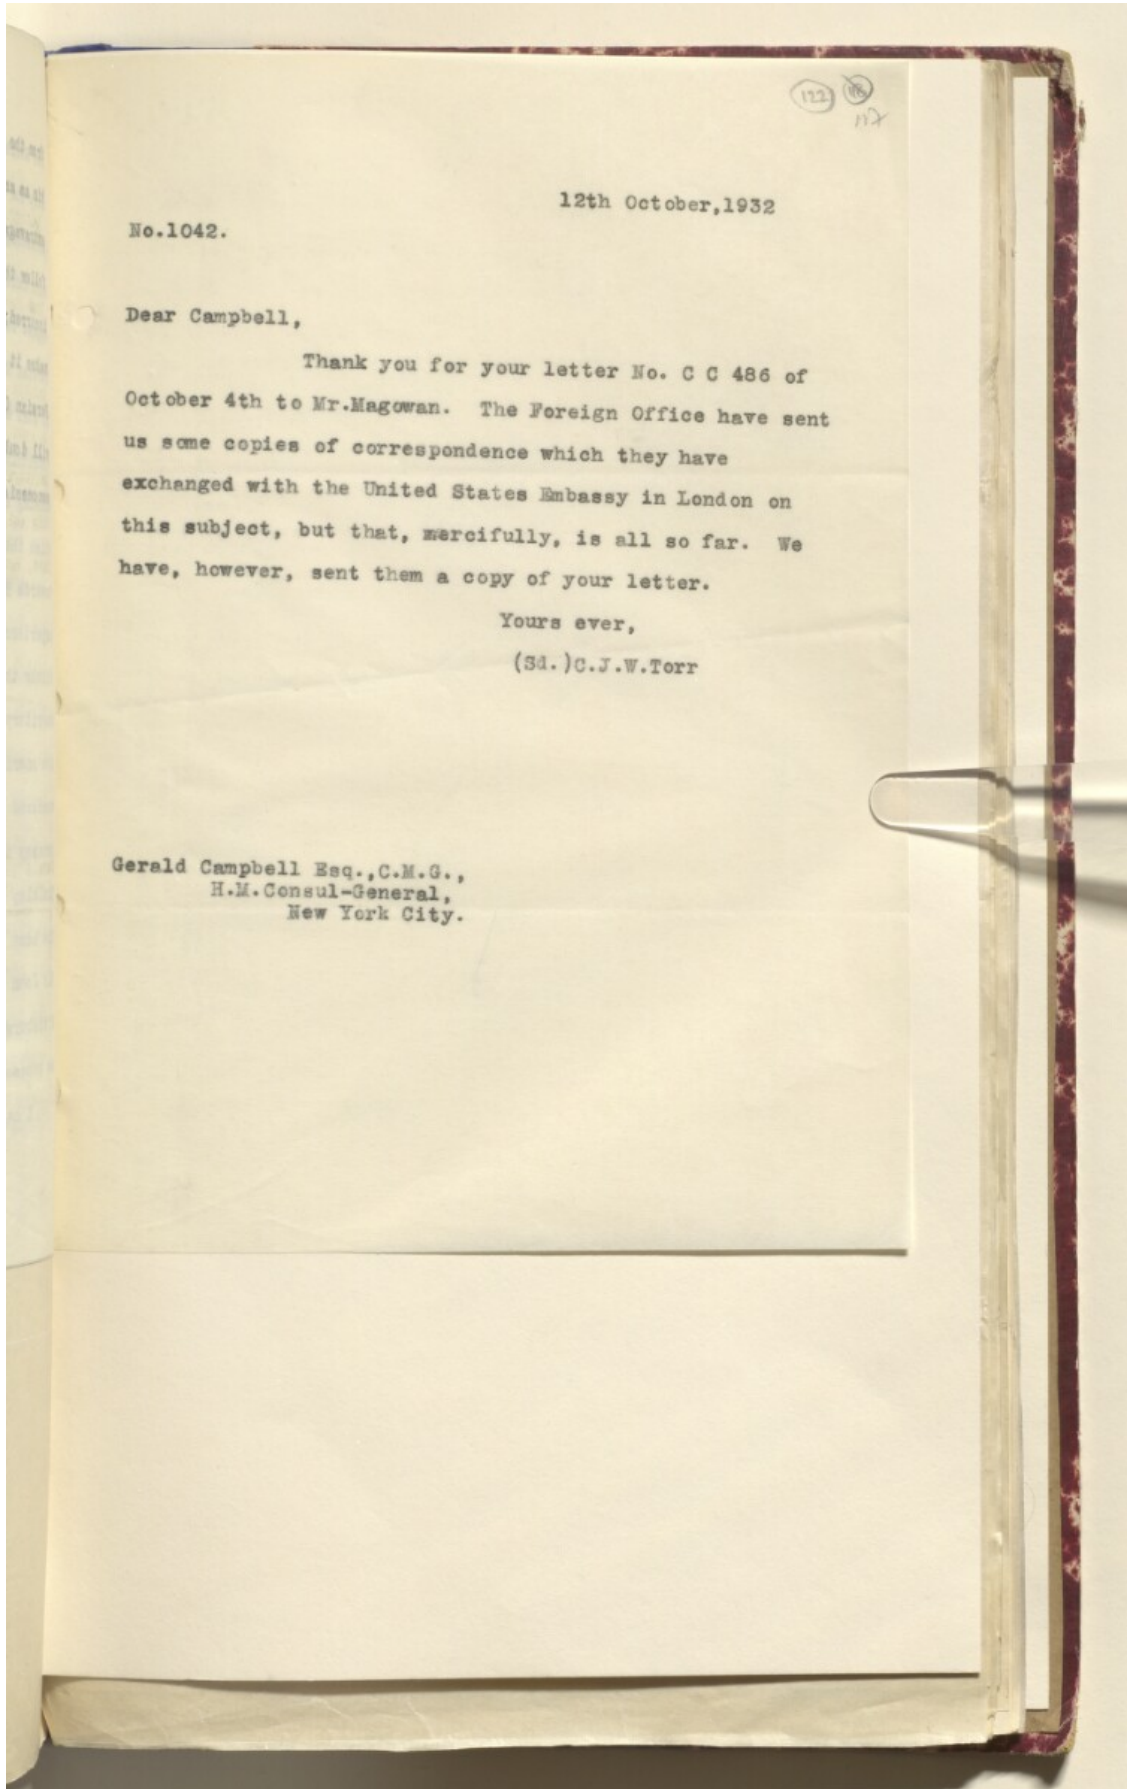 122 118
117
12th October,1932
No.1042.
Dear Campbell,
Thank you for your letter No. C C 486 of
October 4th to Mr.Magowan. The Foreign Office have sent
us some copies of correspondence which they have
exchanged with the United States Embassy in London on
this subject, but that, mercifully, is all so far. We
have, however, sent them a copy of your letter.
Yours ever,
(Sd.)C.J.W.Torr
Gerald Campbell Esq.,C.M.G.,
H.M.Consul-General,
New York City.